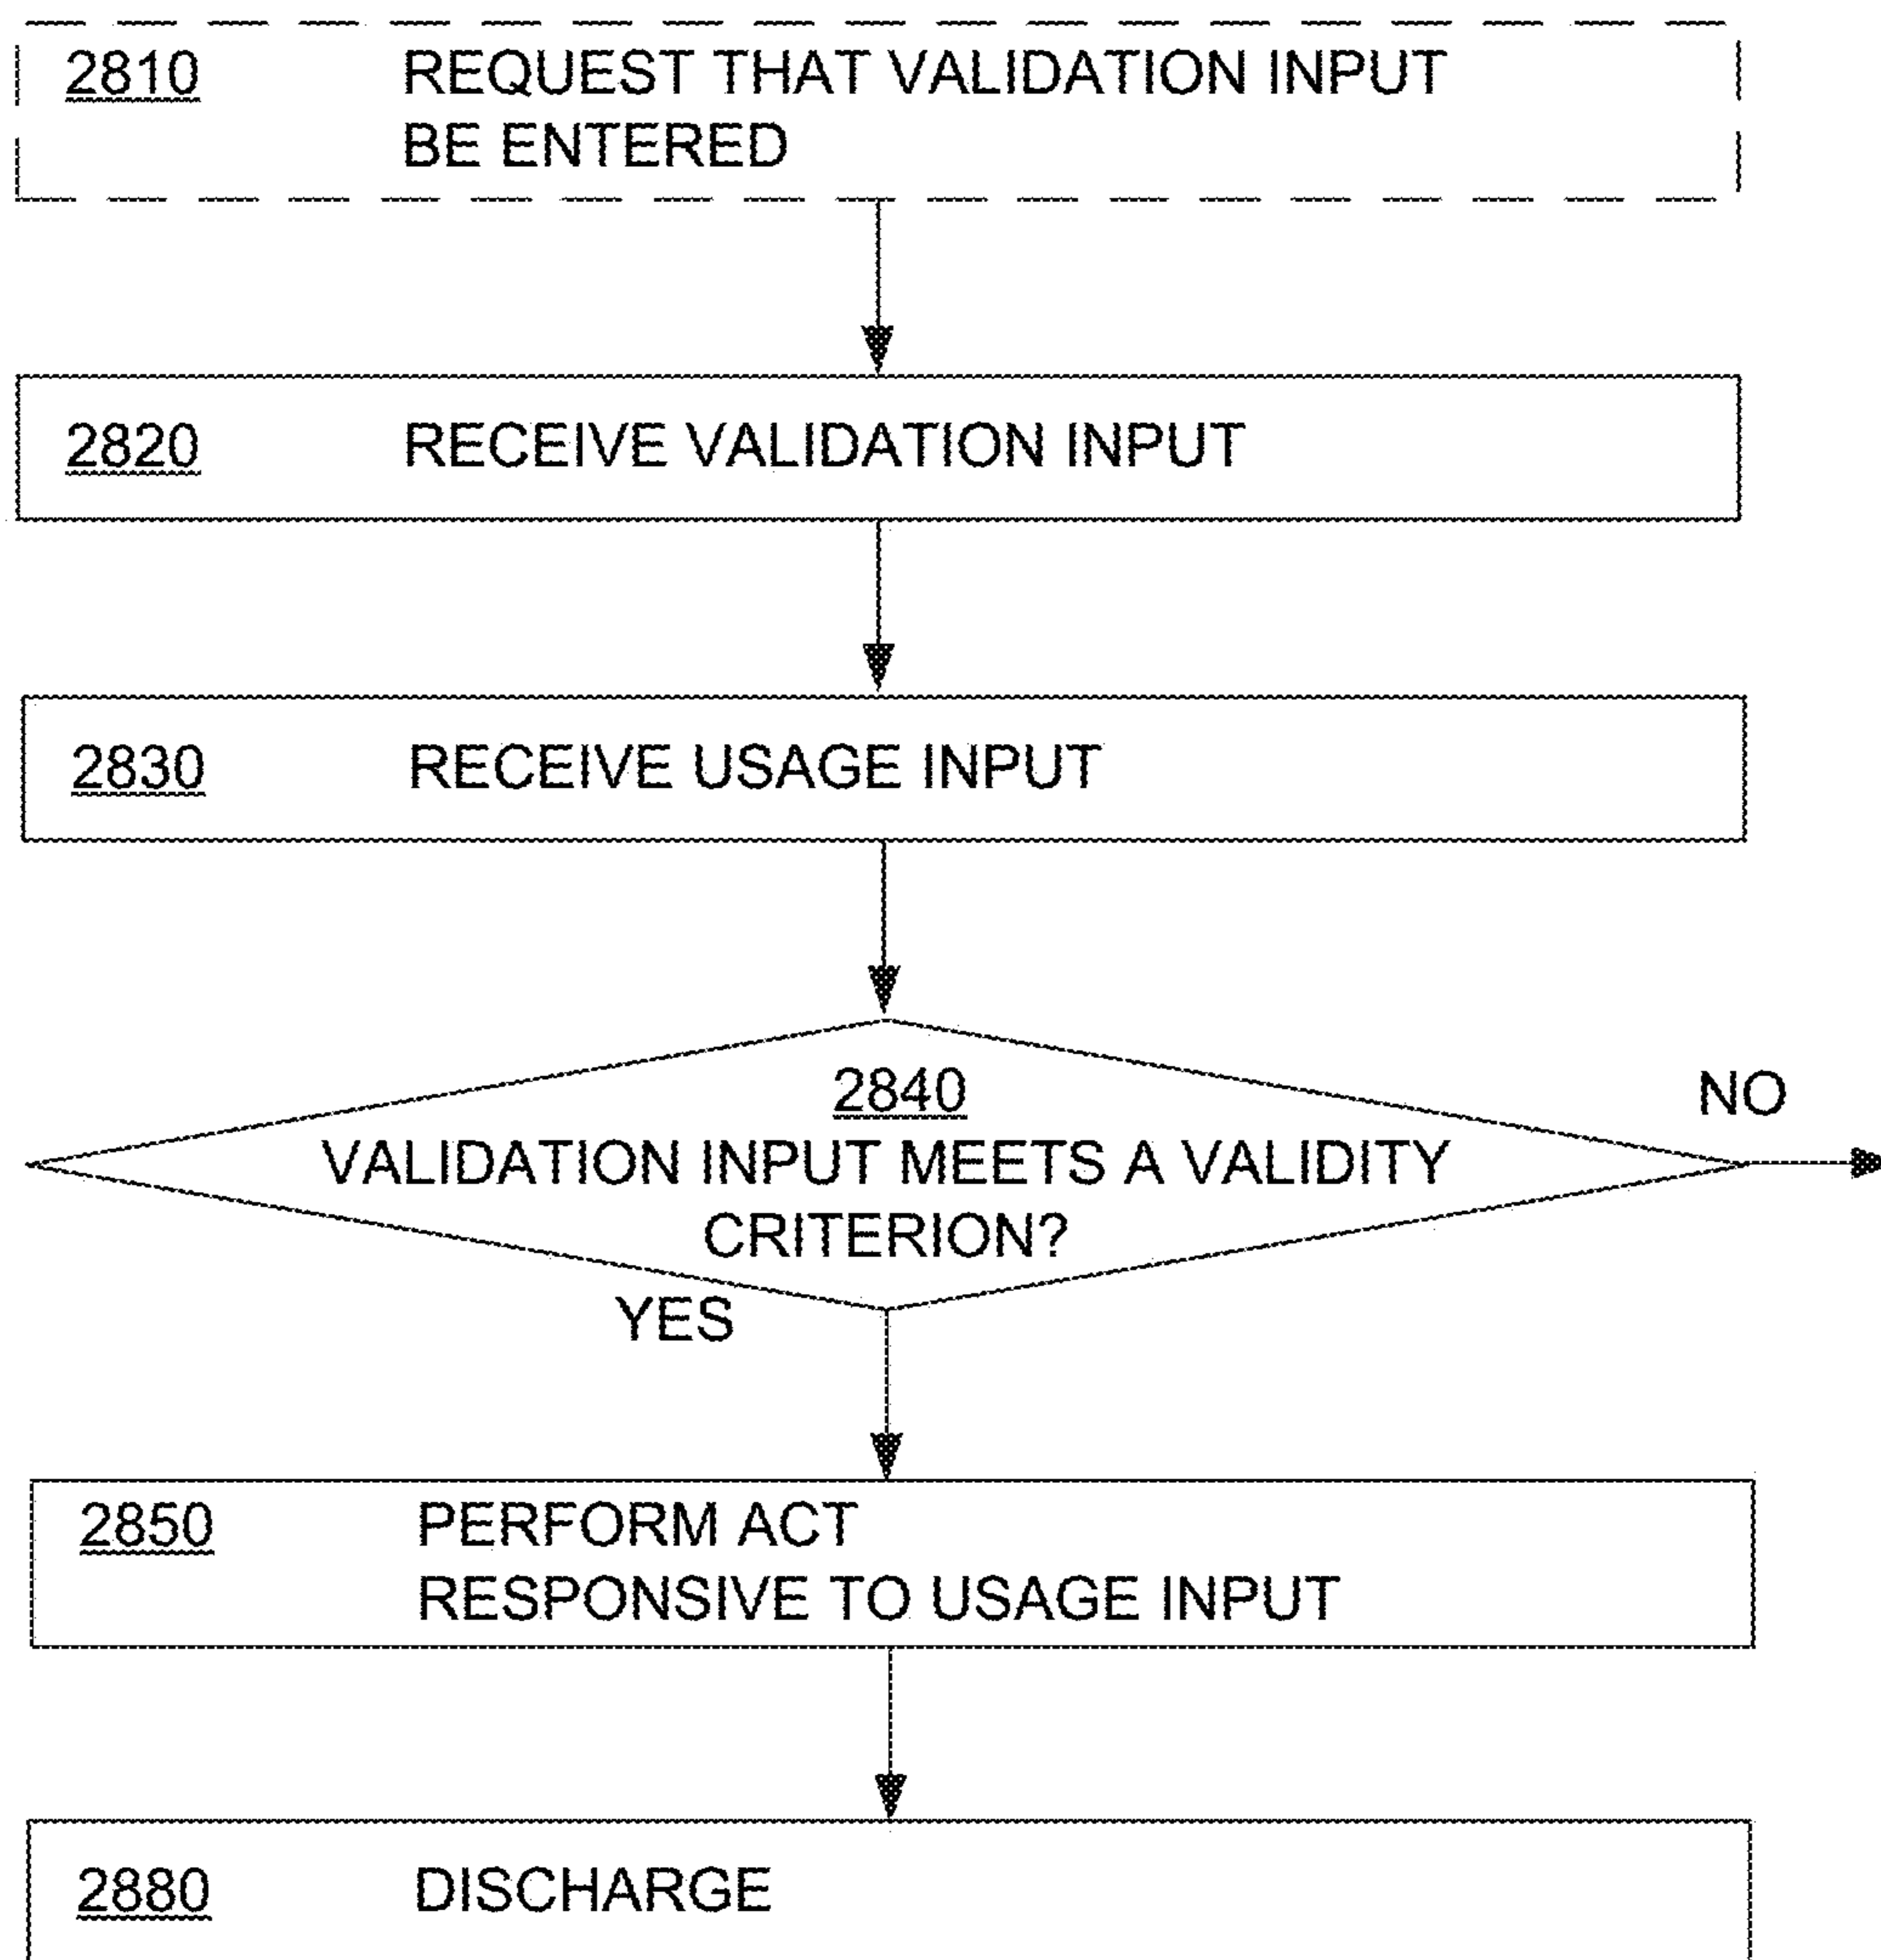 2810 REQUEST THAT VALIDATION INPUT
BE ENTERED
2820 RECEIVE VALIDATION INPUT
2830 RECEIVE USAGE INPUT
2840
NO
VALIDATION INPUT MEETS A VALIDITY
CRITERION?
YES
2850 PERFORM ACT
RESPONSIVE TO USAGE INPUT
2880 DISCHARGE